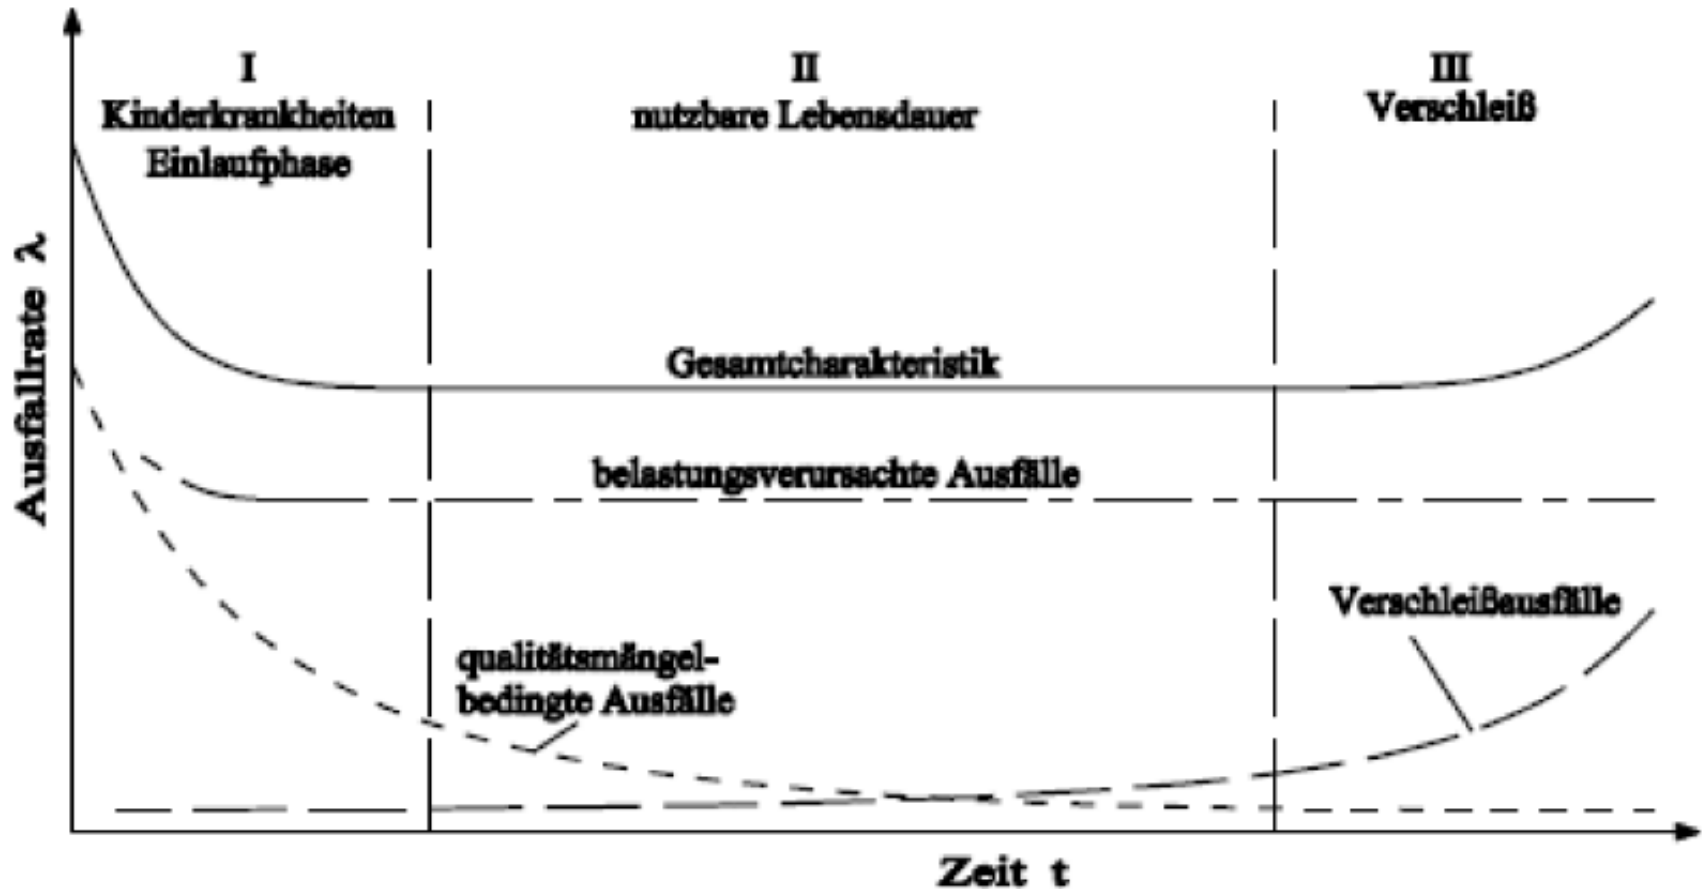 I
Kinderkrankheiten
Einlaufphase
II
nutzbare Lebensdauer
III
Verschleiß
Ausfallrate λ
Gesamtcharakteristik
belastungsverursachte Ausfälle
Verschleißausfälle
qualitätsmängel-
bedingte Ausfälle
Zeit t